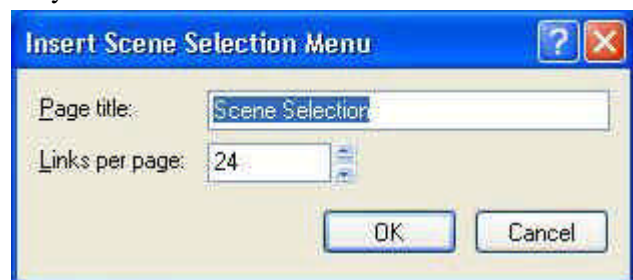 Insert Scene Selection Menu
Page title: Scene Selection
Links per page: 24
OK Cancel